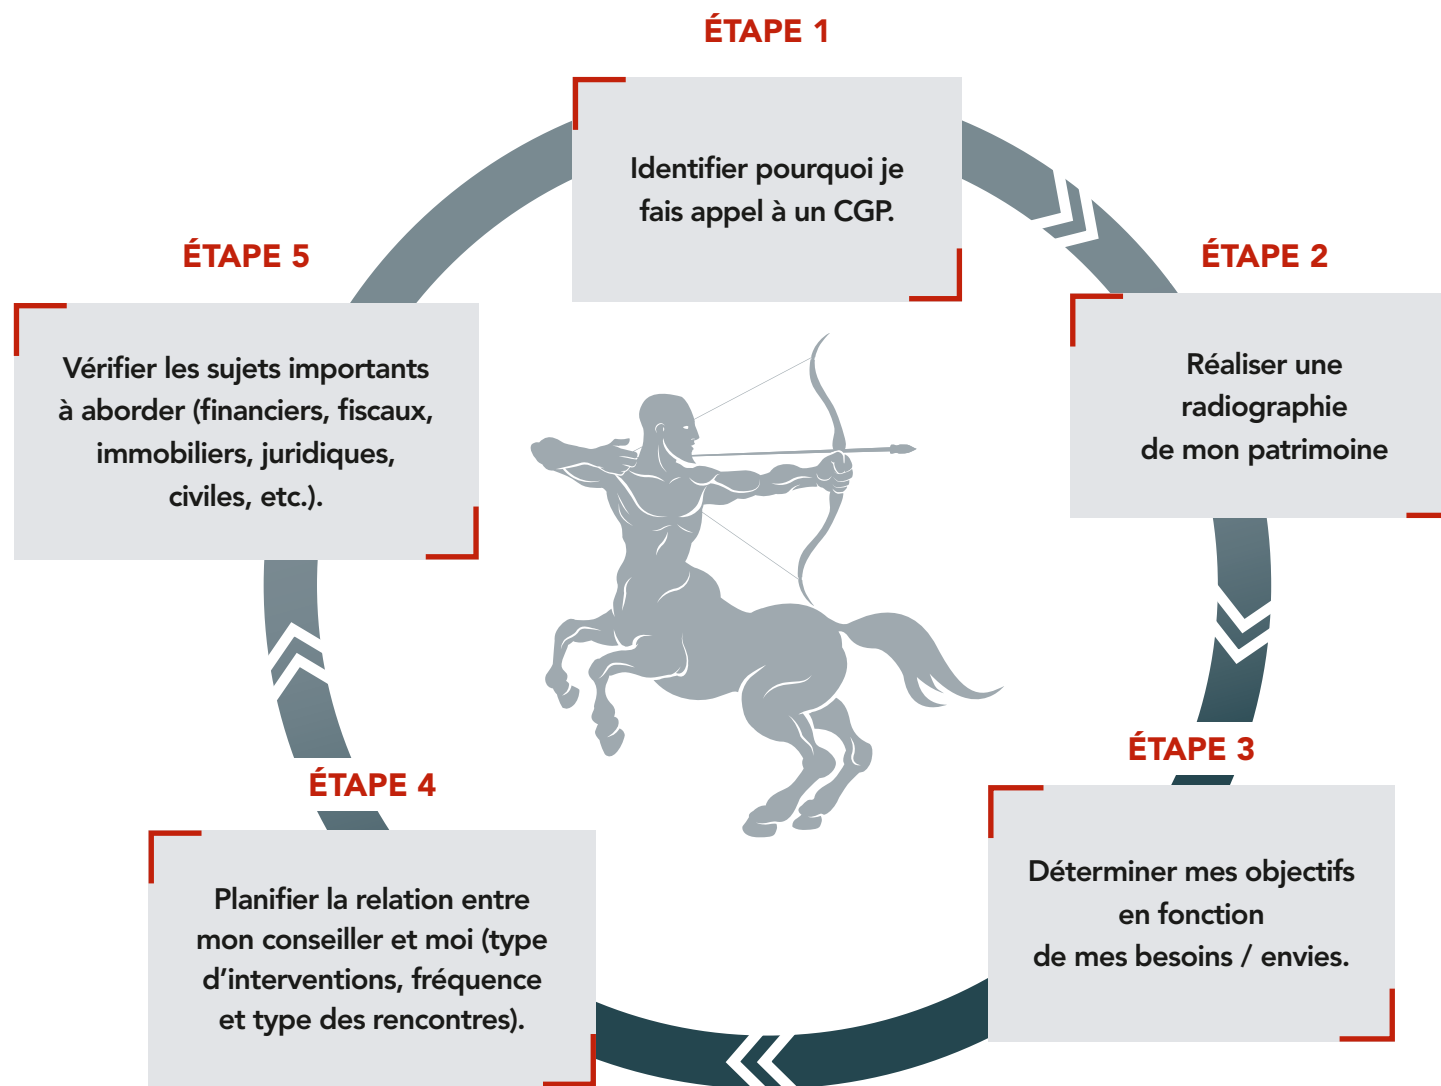 ÉTAPE 1
Identifier pourquoi je
fais appel à un CGP.
ÉTAPE 2
Réaliser une
radiographie
de mon patrimoine
ÉTAPE 3
Déterminer mes objectifs
en fonction
de mes besoins / envies.
ÉTAPE 4
Planifier la relation entre
mon conseiller et moi (type
d’interventions, fréquence
et type des rencontres).
ÉTAPE 5
Vérifier les sujets importants
à aborder (financiers, fiscaux,
immobiliers, juridiques,
civiles, etc.).